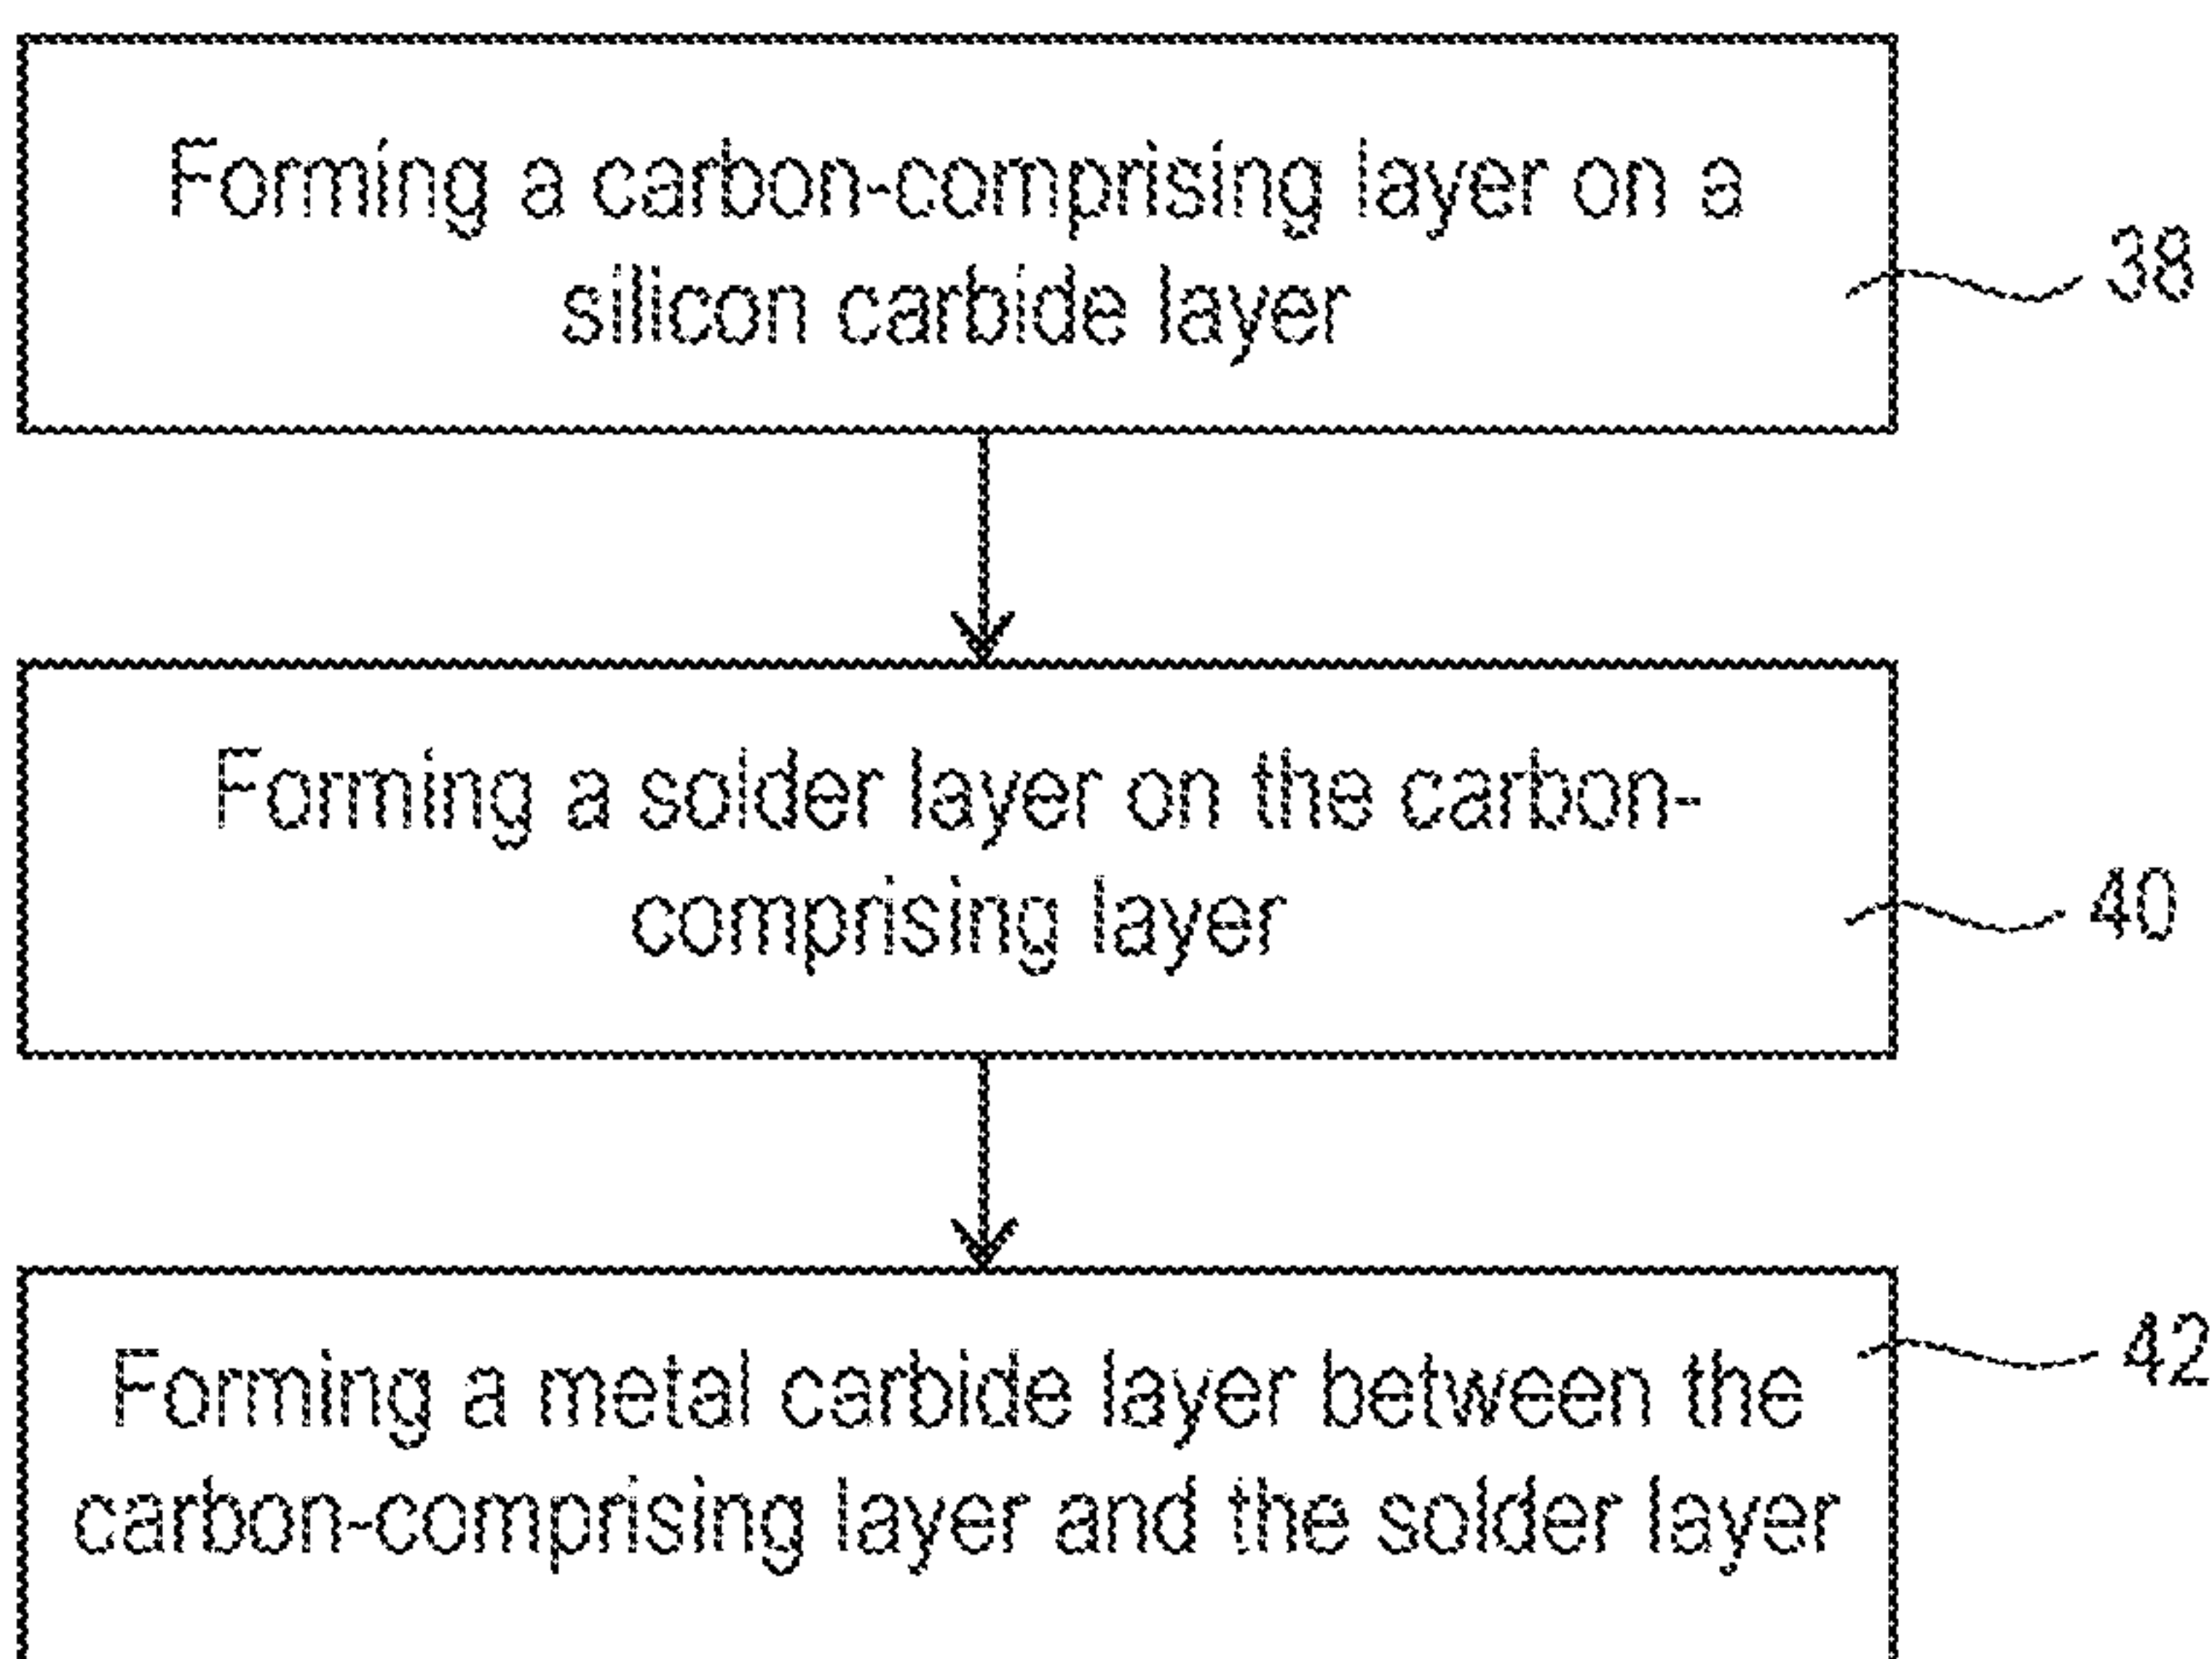 Forming a carbon-comprising layer on a
silicon carbide layer
38
Forming a solder layer on the carbon-
comprising layer
40
Forming a metal carbide layer between the
carbon-comprising layer and the solder layer
42